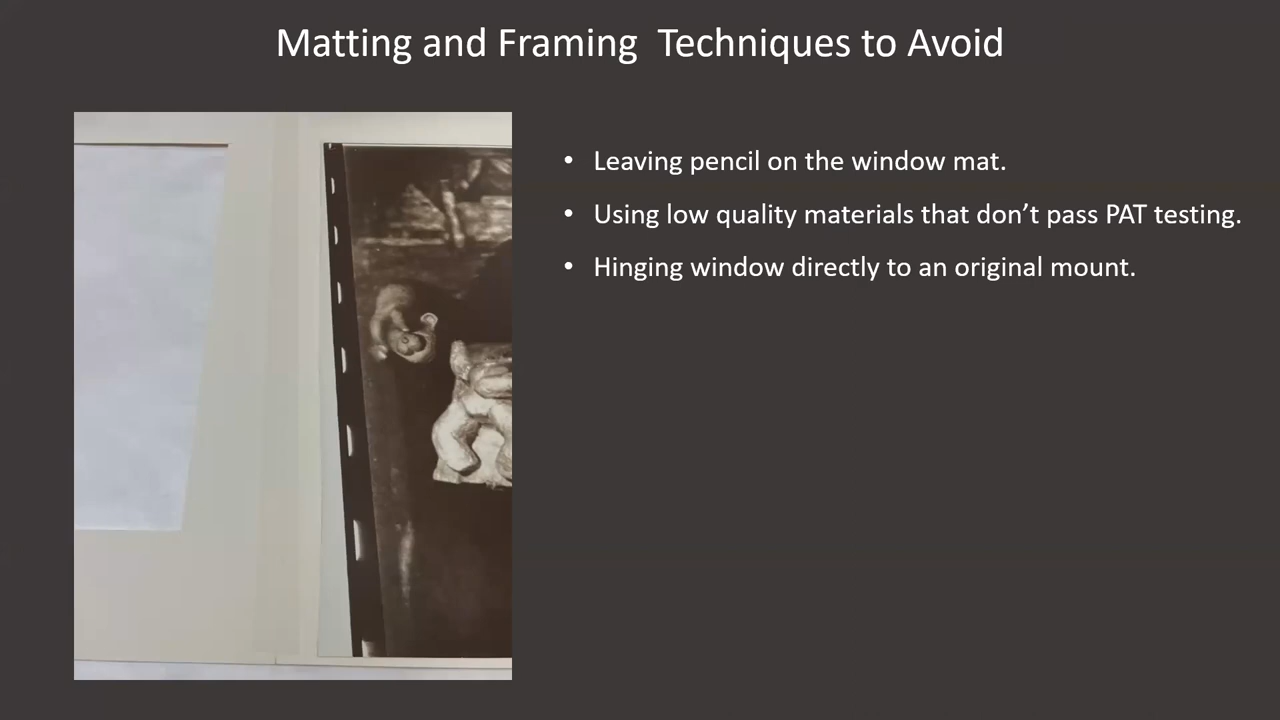 Matting and Framing  Techniques to Avoid
• Leaving pencil on the window mat.
• Using low quality materials that don’t pass PAT testing.
• Hinging window directly to an original mount.